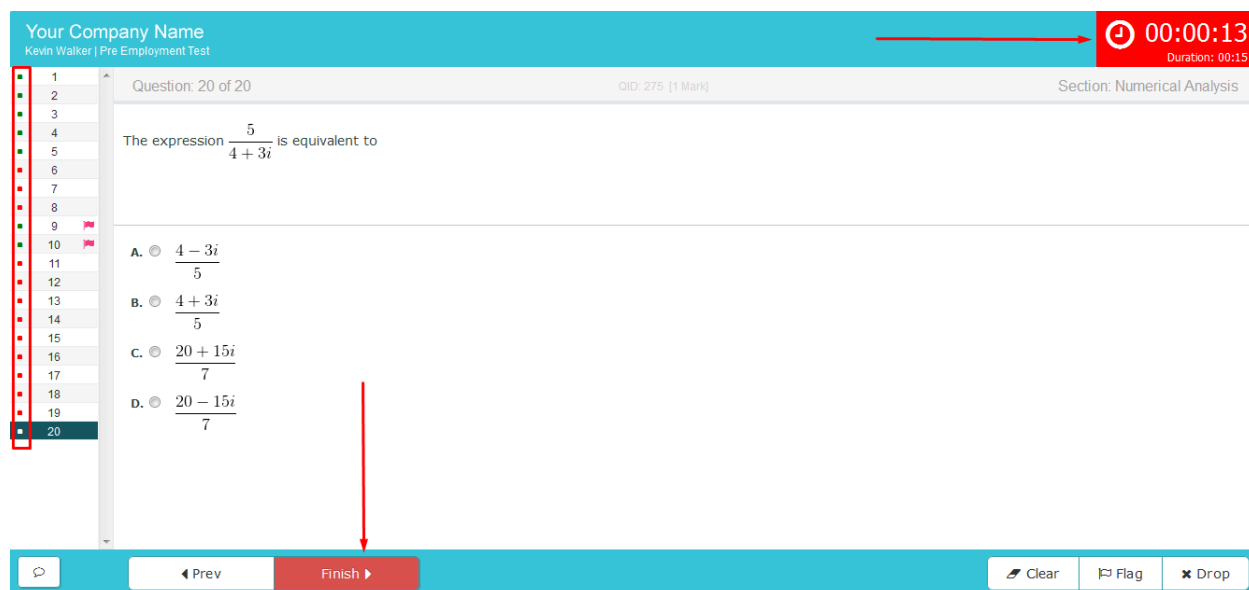 Your Company Name
Kevin Walker | Pre Employment Test
00:00:13
Duration: 00:15
Question: 20 of 20
QID: 275 [1 Mark]
Section: Numerical Analysis
1
2
3
4
5
6
7
8
9
10
11
12
13
14
15
16
17
18
19
20
The expression 5/(4 + 3i) is equivalent to
A. (4 − 3i)/5
B. (4 + 3i)/5
C. (20 + 15i)/7
D. (20 − 15i)/7
Prev
Finish
Clear
Flag
Drop